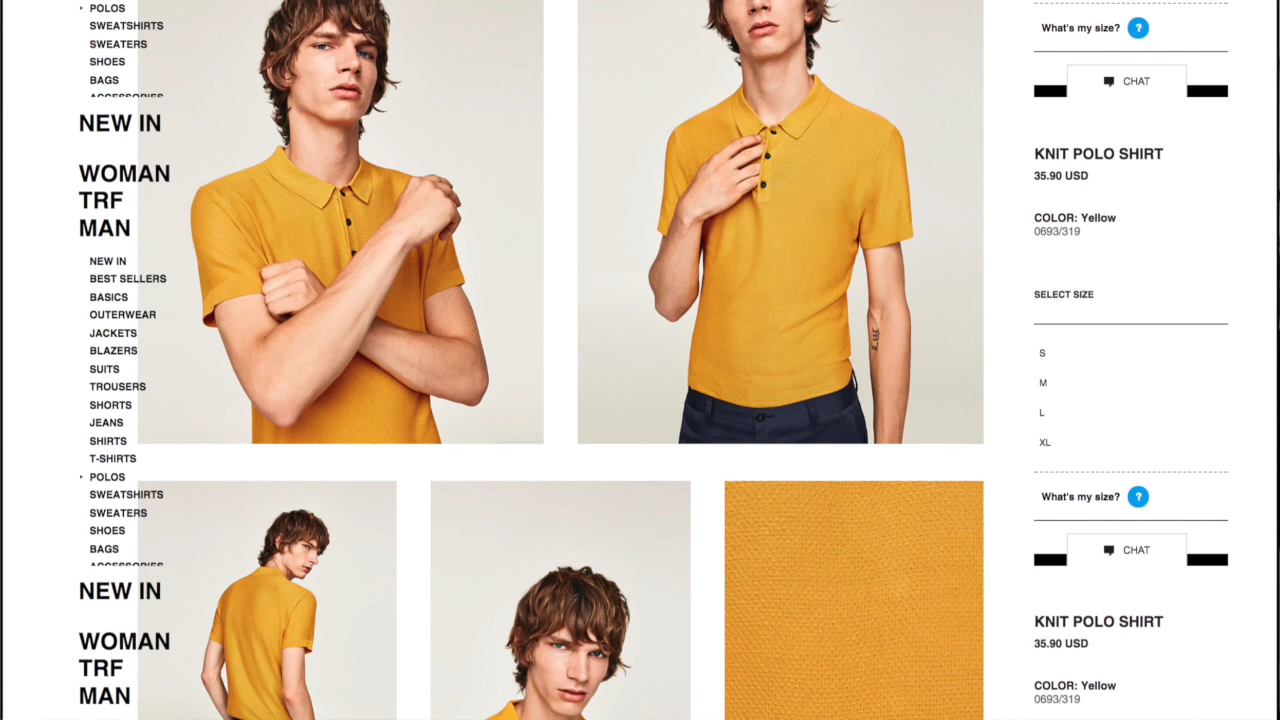 POLOS
SWEATSHIRTS
SWEATERS
SHOES
BAGS
ACCESSORIES
NEW IN
WOMAN
TRF
MAN
NEW IN
BEST SELLERS
BASICS
OUTERWEAR
JACKETS
BLAZERS
SUITS
TROUSERS
SHORTS
JEANS
SHIRTS
T-SHIRTS
POLOS
SWEATSHIRTS
SWEATERS
SHOES
BAGS
ACCESSORIES
NEW IN
WOMAN
TRF
MAN
What's my size? ?
CHAT
KNIT POLO SHIRT
35.90 USD
COLOR: Yellow
0693/319
SELECT SIZE
S
M
L
XL
What's my size? ?
CHAT
KNIT POLO SHIRT
35.90 USD
COLOR: Yellow
0693/319